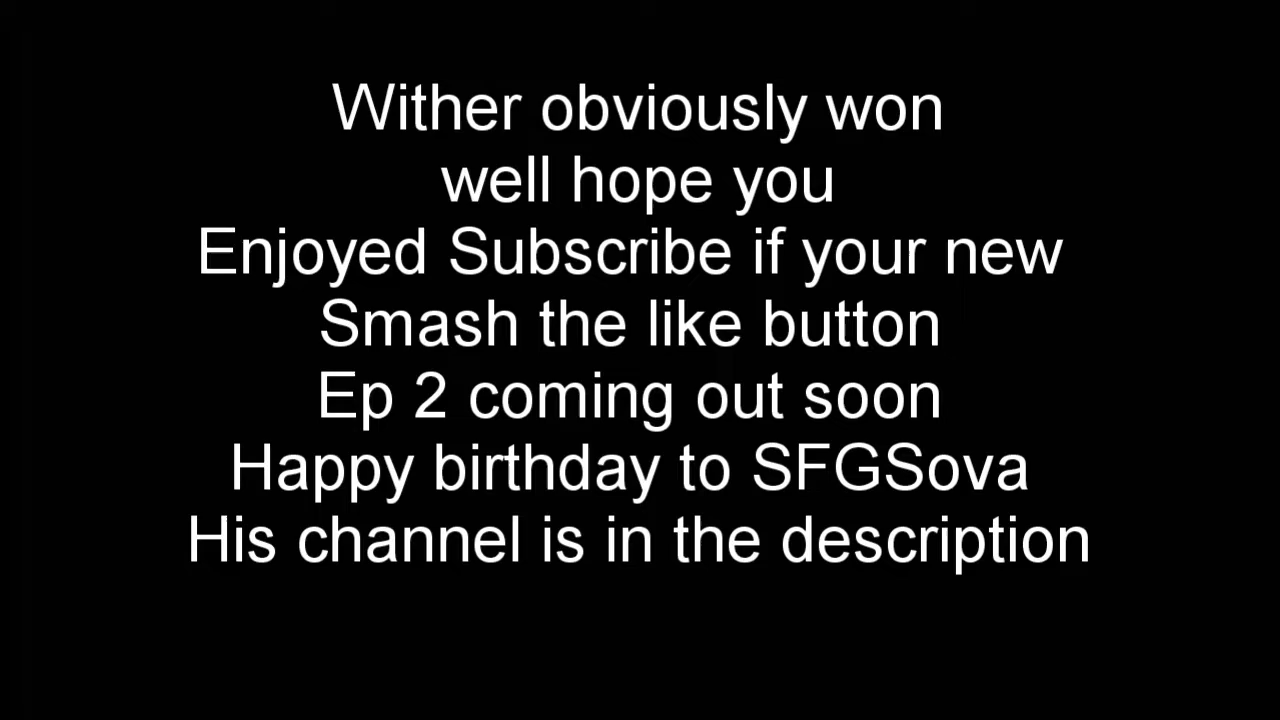 Wither obviously won
well hope you
Enjoyed Subscribe if your new
Smash the like button
Ep 2 coming out soon
Happy birthday to SFGSova
His channel is in the description